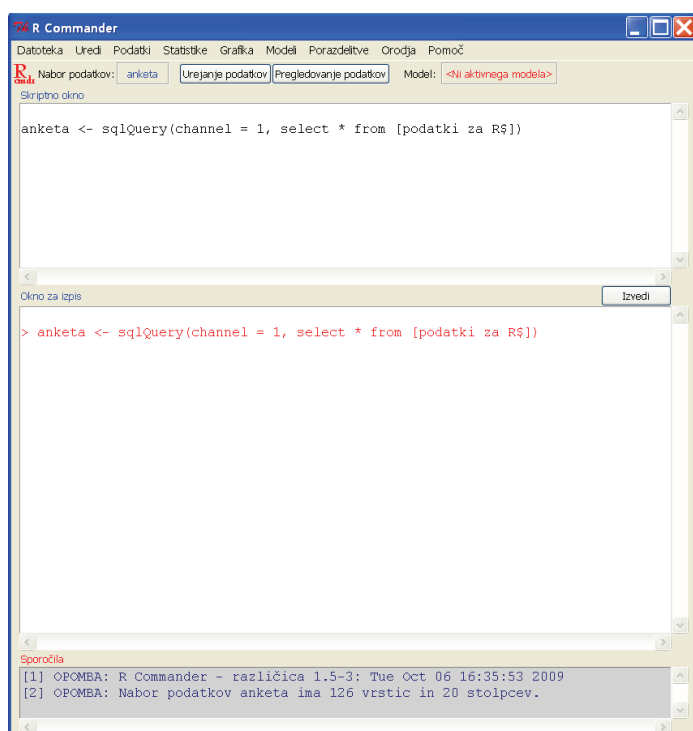 R Commander
Datoteka Uredi Podatki Statistike Grafika Modeli Porazdelitve Orodja Pomoč
R cmdr Nabor podatkov: anketa Urejanje podatkov Pregledovanje podatkov Model: <Ni aktivnega modela>
Skriptno okno
anketa <- sqlQuery(channel = 1, select * from [podatki za R$])
Okno za izpis Izvedi
> anketa <- sqlQuery(channel = 1, select * from [podatki za R$])
Sporočila
[1] OPOMBA: R Commander - različica 1.5-3: Tue Oct 06 16:35:53 2009
[2] OPOMBA: Nabor podatkov anketa ima 126 vrstic in 20 stolpcev.